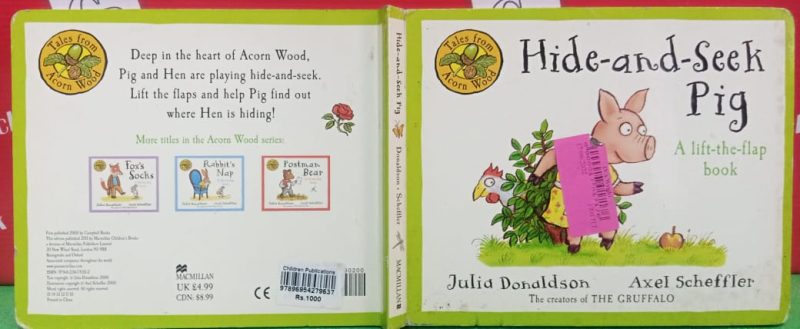 Tales from
Acorn Wood
Deep in the heart of Acorn Wood,
Pig and Hen are playing hide-and-seek.
Lift the flaps and help Pig find out
where Hen is hiding!
More titles in the Acorn Wood series:
Fox's
Socks
Rabbit's
Nap
Postman
Bear
MACMILLAN
UK £4.99
CDN: $8.99
CE
Children Publications
Rs.1000
Hide-and-Seek Pig
Donaldson • Scheffler
MACMILLAN
Tales from
Acorn Wood
Hide-and-Seek
Pig
A lift-the-flap
book
Julia Donaldson
Axel Scheffler
The creators of THE GRUFFALO